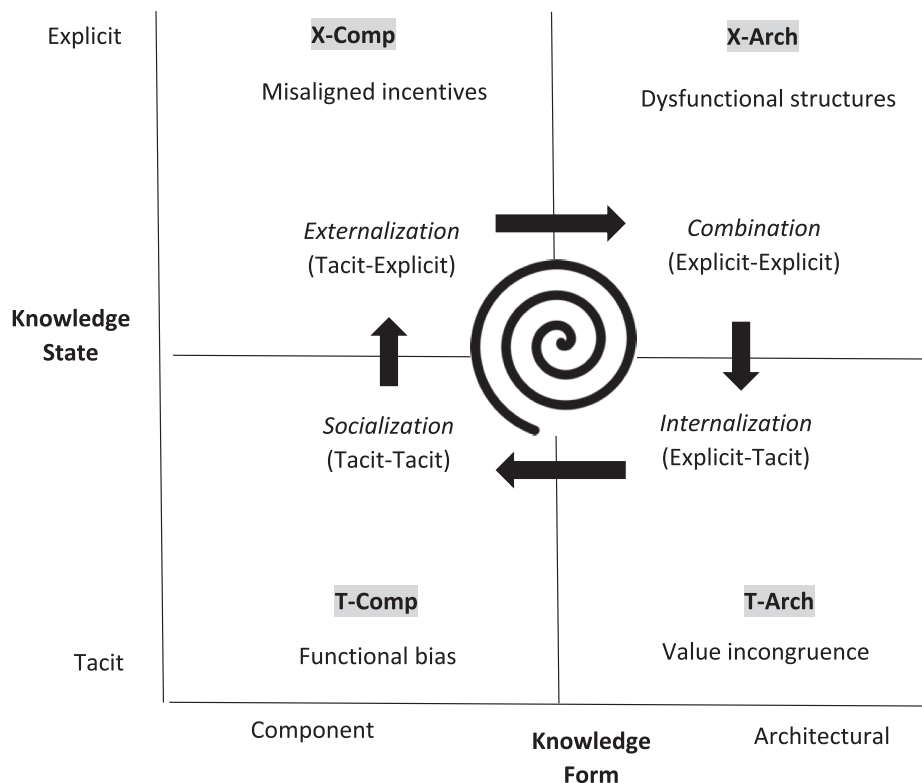 Explicit
X-Comp
X-Arch
Misaligned incentives
Dysfunctional structures
Externalization
(Tacit-Explicit)
Combination
(Explicit-Explicit)
Knowledge
State
Socialization
(Tacit-Tacit)
Internalization
(Explicit-Tacit)
T-Comp
T-Arch
Functional bias
Value incongruence
Tacit
Component
Architectural
Knowledge
Form